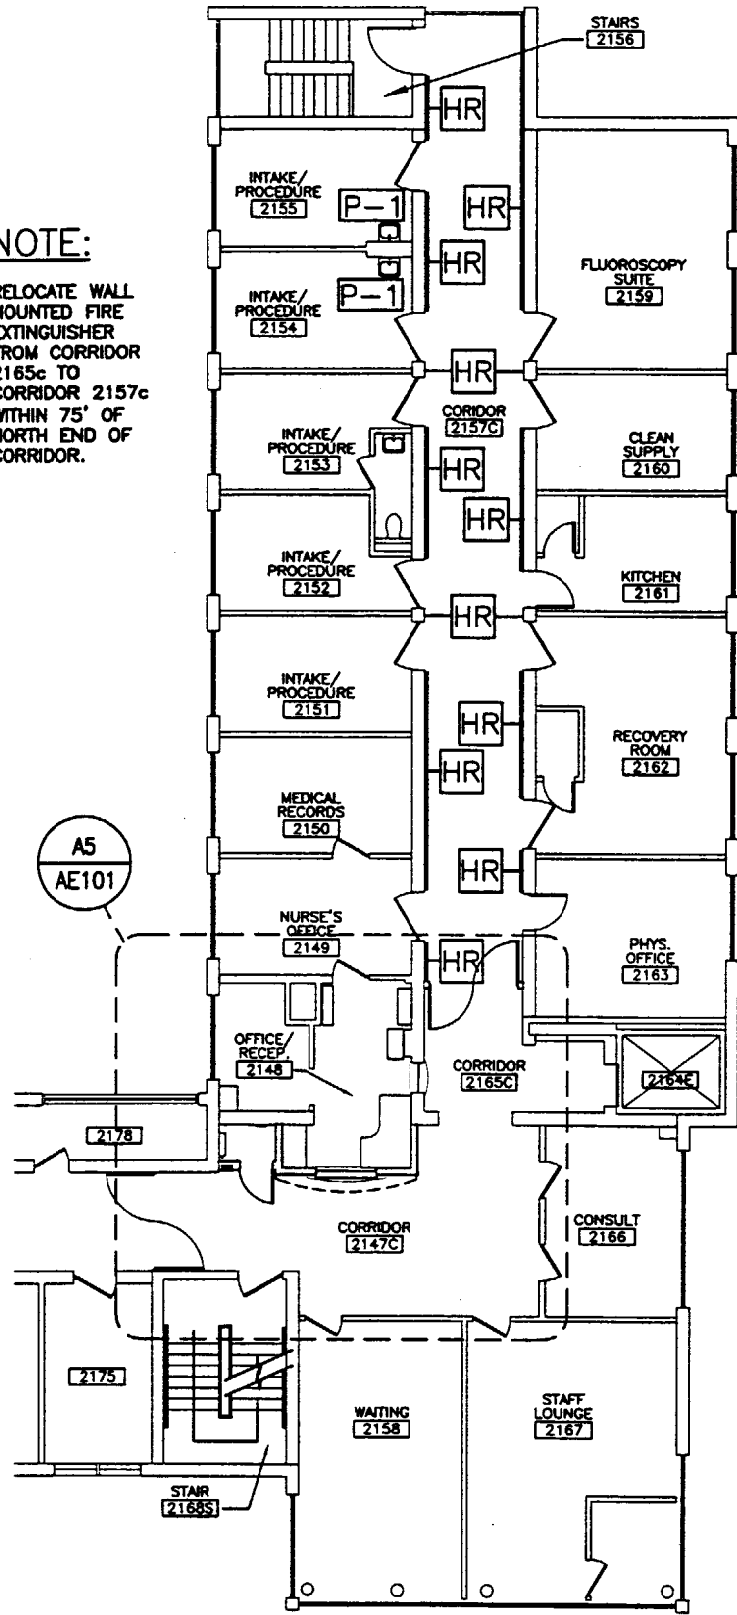 STAIRS
2156
HR
INTAKE/
PROCEDURE
2155
P-1
HR
HR
NOTE:
RELOCATE WALL
MOUNTED FIRE
EXTINGUISHER
FROM CORRIDOR
2165c TO
CORRIDOR 2157c
WITHIN 75' OF
NORTH END OF
CORRIDOR.
P-1
INTAKE/
PROCEDURE
2154
FLUOROSCOPY
SUITE
2159
HR
CORIDOR
2157C
INTAKE/
PROCEDURE
2153
HR
CLEAN
SUPPLY
2160
HR
INTAKE/
PROCEDURE
2152
KITCHEN
2161
HR
INTAKE/
PROCEDURE
2151
HR
RECOVERY
ROOM
2162
HR
MEDICAL
RECORDS
2150
A5
AE101
HR
NURSE'S
OFFICE
2149
HR
PHYS.
OFFICE
2163
OFFICE/
RECEP.
2148
CORRIDOR
2165C
2164E
2178
CORRIDOR
2147C
CONSULT
2166
2175
WAITING
2158
STAFF
LOUNGE
2167
STAIR
2168S